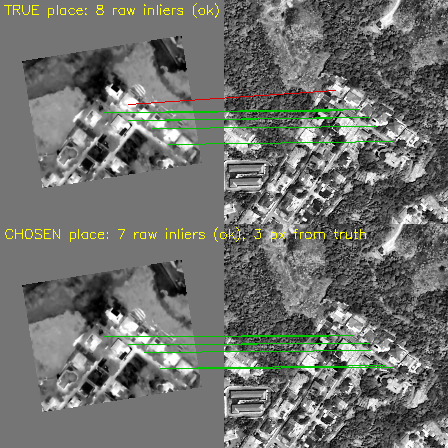 TRUE place: 8 raw inliers (ok)
CHOSEN place: 7 raw inliers (ok), 3 px from truth